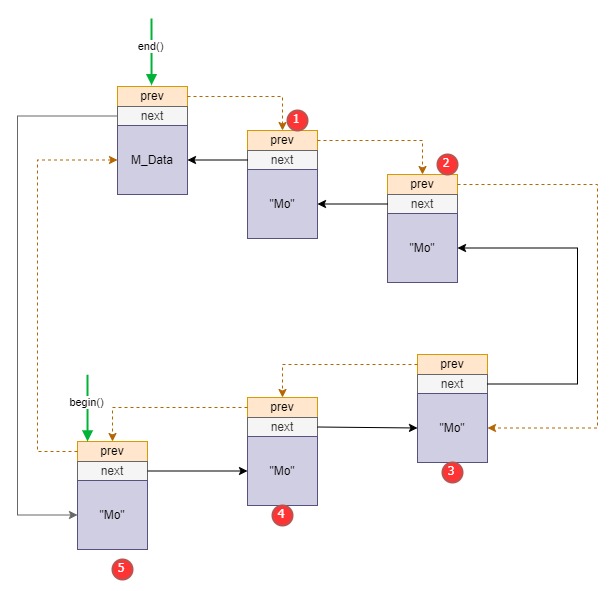 end()
prev
next
M_Data
1
prev
next
"Mo"
2
prev
next
"Mo"
prev
next
"Mo"
3
prev
next
"Mo"
4
begin()
prev
next
"Mo"
5